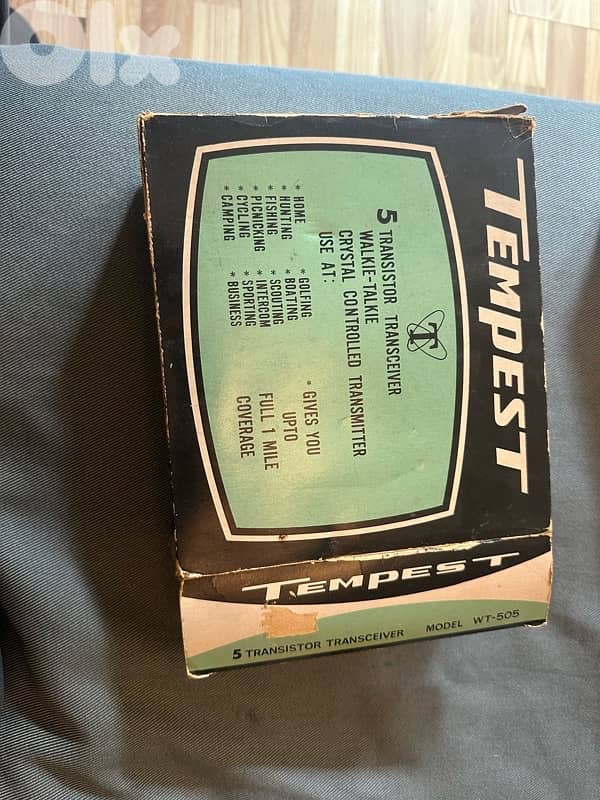 Olx
TEMPEST
T
5 TRANSISTOR TRANSCEIVER
WALKIE-TALKIE
CRYSTAL CONTROLLED TRANSMITTER
USE AT:
* HOME
* HUNTING
* FISHING
* PICNICKING
* CYCLING
* CAMPING
* GOLFING
* BOATING
* SCOUTING
* INTERCOM
* SPORTING
* BUSINESS
* GIVES YOU
UPTO
FULL 1 MILE
COVERAGE
TEMPEST
5 TRANSISTOR TRANSCEIVER MODEL WT-505